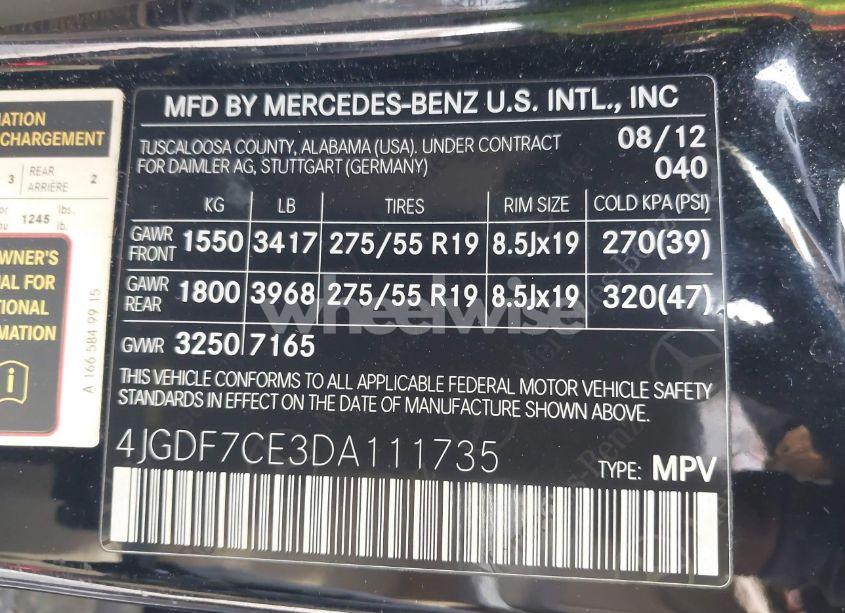 MATION
CHARGEMENT
3 REAR ARRIÈRE 2
1245 lbs.
lb.
OWNER'S
FOR
A 166 584 99 15
MFD BY MERCEDES-BENZ U.S. INTL., INC
TUSCALOOSA COUNTY, ALABAMA (USA). UNDER CONTRACT 08/12
FOR DAIMLER AG, STUTTGART (GERMANY) 040
KG LB TIRES RIM SIZE COLD KPA (PSI)
GAWR FRONT 1550 3417 275/55 R19 8.5Jx19 270(39)
GAWR REAR 1800 3968 275/55 R19 8.5Jx19 320(47)
wheelwise
GVWR 3250 7165
THIS VEHICLE CONFORMS TO ALL APPLICABLE FEDERAL MOTOR VEHICLE SAFETY
STANDARDS IN EFFECT ON THE DATE OF MANUFACTURE SHOWN ABOVE.
4JGDF7CE3DA111735 TYPE: MPV